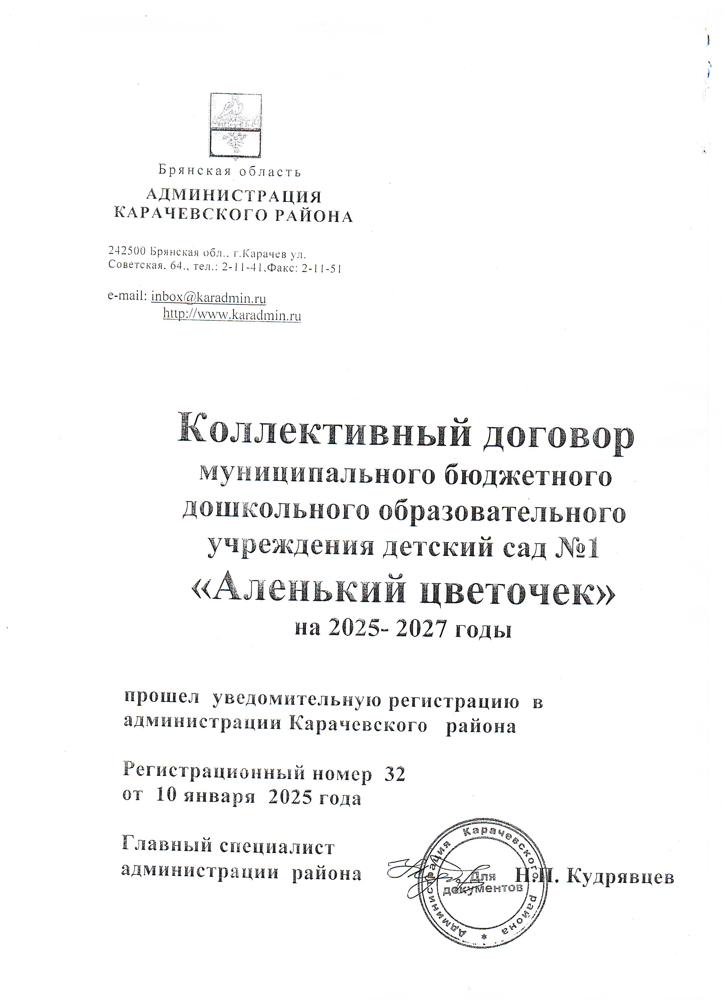 Брянская область
АДМИНИСТРАЦИЯ
КАРАЧЕВСКОГО РАЙОНА
242500 Брянская обл., г.Карачев ул.
Советская, 64., тел.: 2-11-41,Факс: 2-11-51
e-mail: inbox@karadmin.ru
http://www.karadmin.ru
Коллективный договор
муниципального бюджетного
дошкольного образовательного
учреждения детский сад №1
«Аленький цветочек»
на 2025- 2027 годы
прошел уведомительную регистрацию в
администрации Карачевского района
Регистрационный номер 32
от 10 января 2025 года
Главный специалист
администрации района
Н.П. Кудрявцев
Администрация Карачевского района *
Для
документов